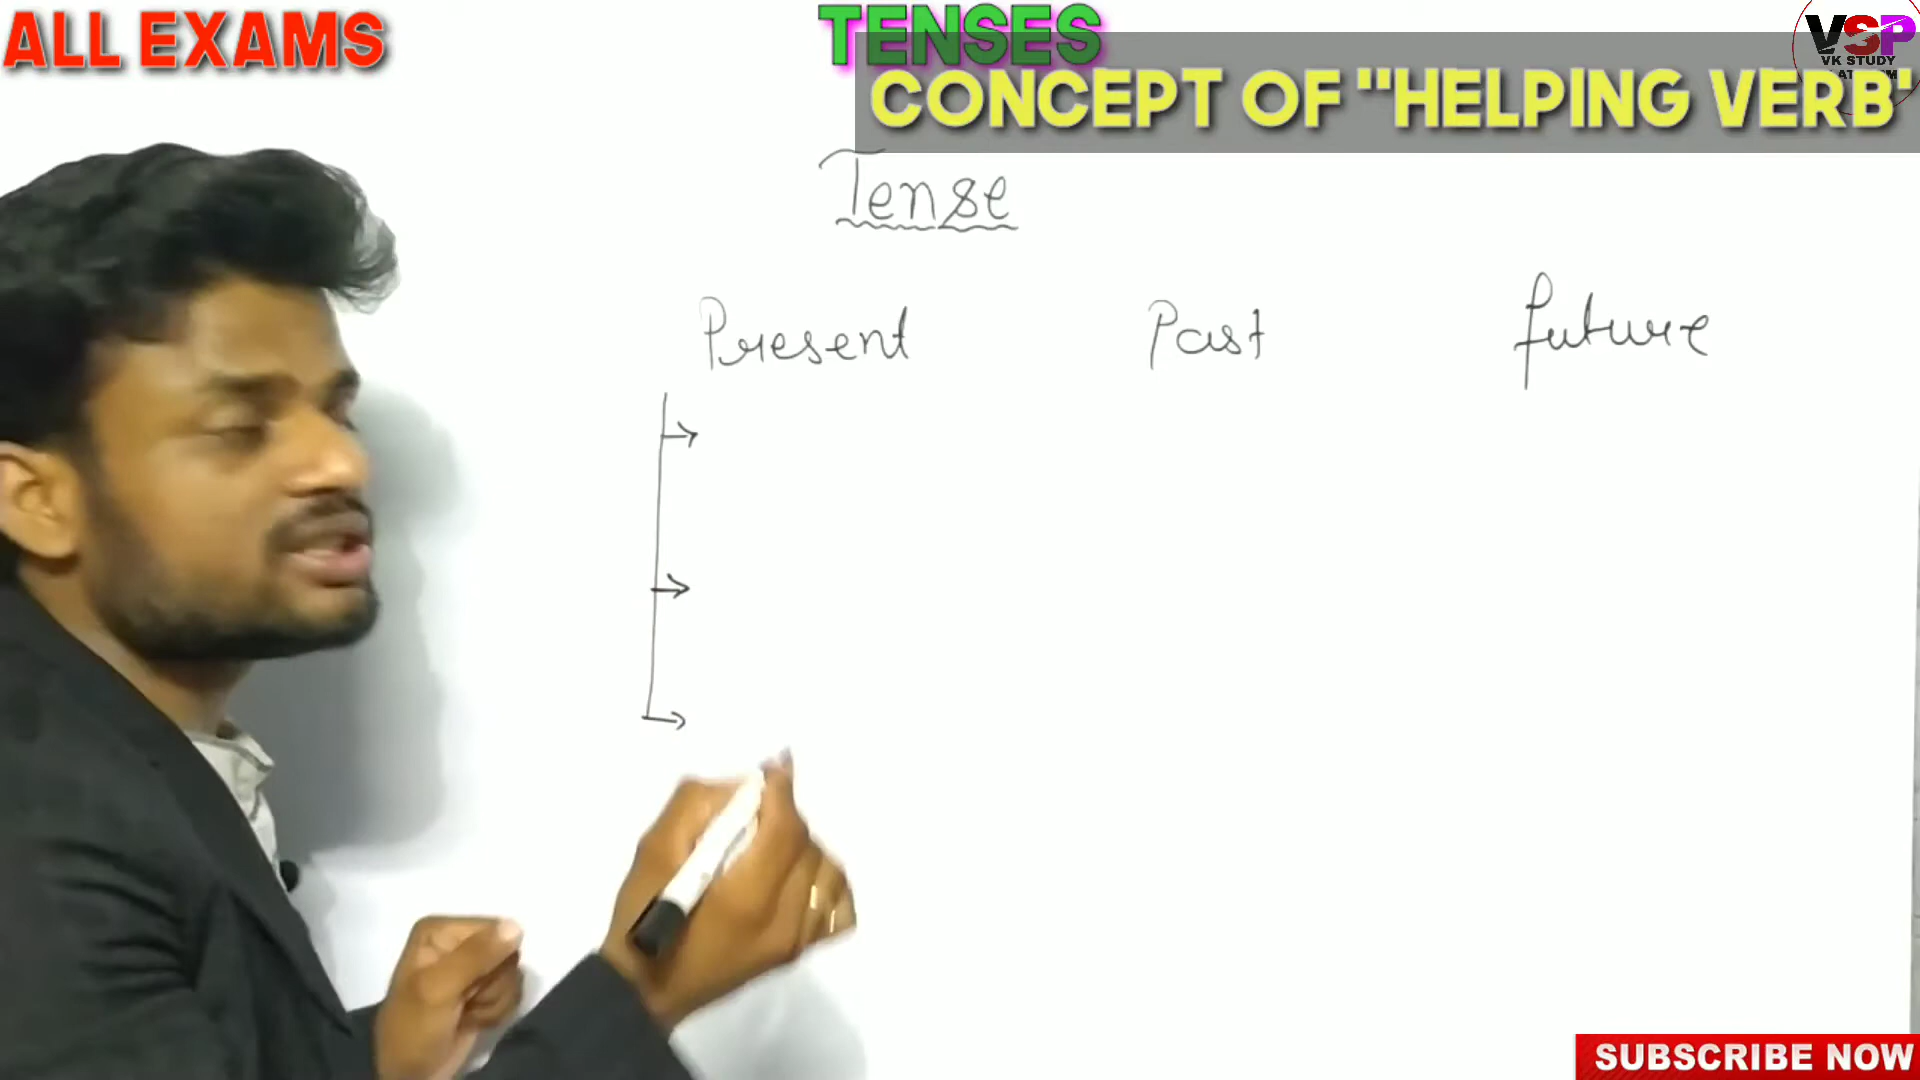 ALL EXAMS
TENSES
VSP
VK STUDY
CONCEPT OF "HELPING VERB"
Tense
Present Past future
SUBSCRIBE NOW